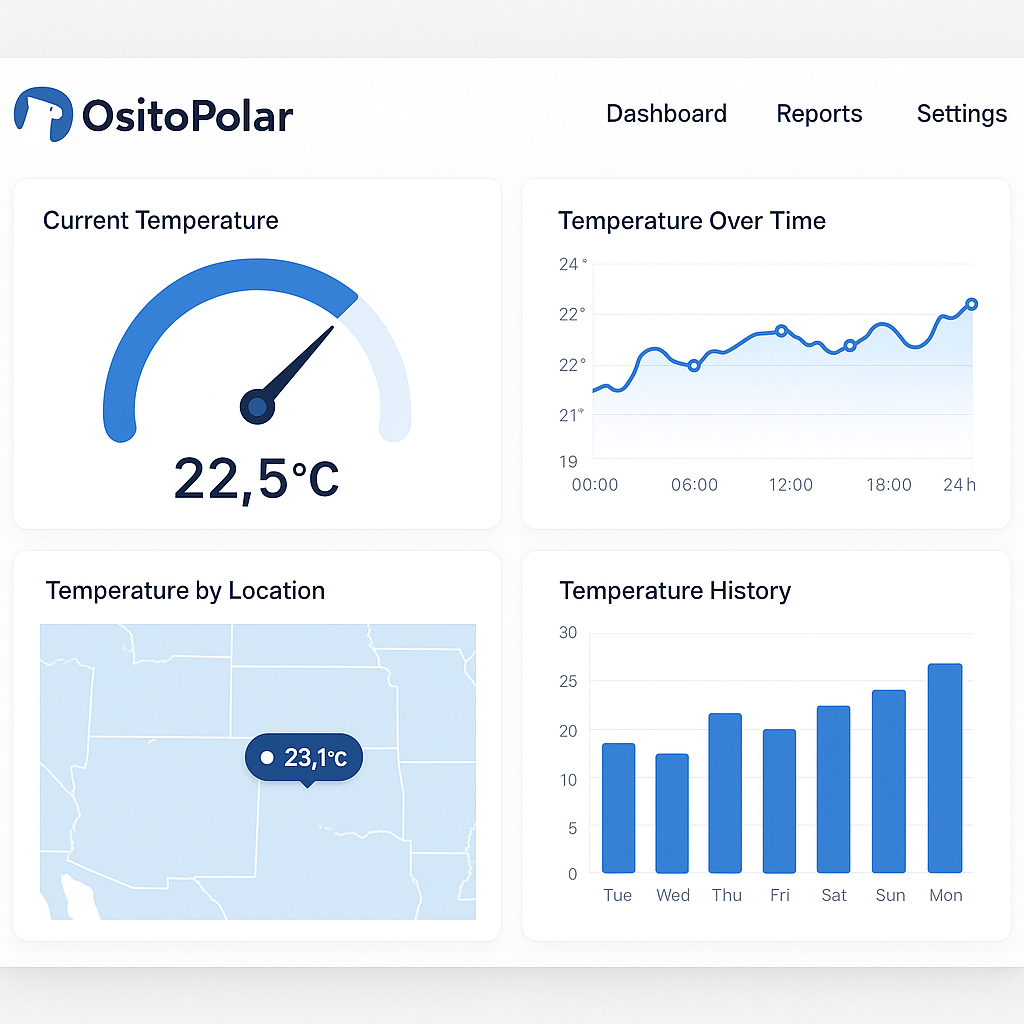 OsitoPolar
Dashboard Reports Settings
Current Temperature
22,5°C
Temperature Over Time
24°
22°
22°
21°
19
00:00 06:00 12:00 18:00 24h
Temperature by Location
23,1°C
Temperature History
30
25
20
10
5
0
Tue Wed Thu Fri Sat Sun Mon